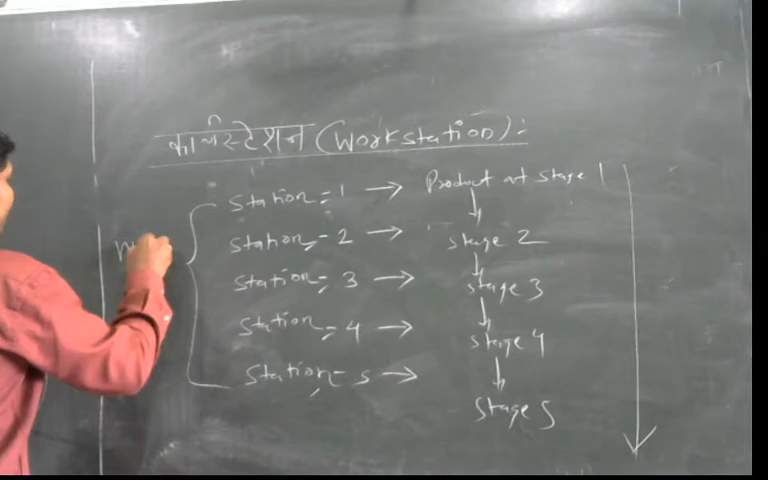 कार्यस्टेशन (Workstation):-
Station-1 → Product at stage 1
Station-2 → stage 2
Station-3 → stage 3
Station-4 → stage 4
Station-5 → stage 5